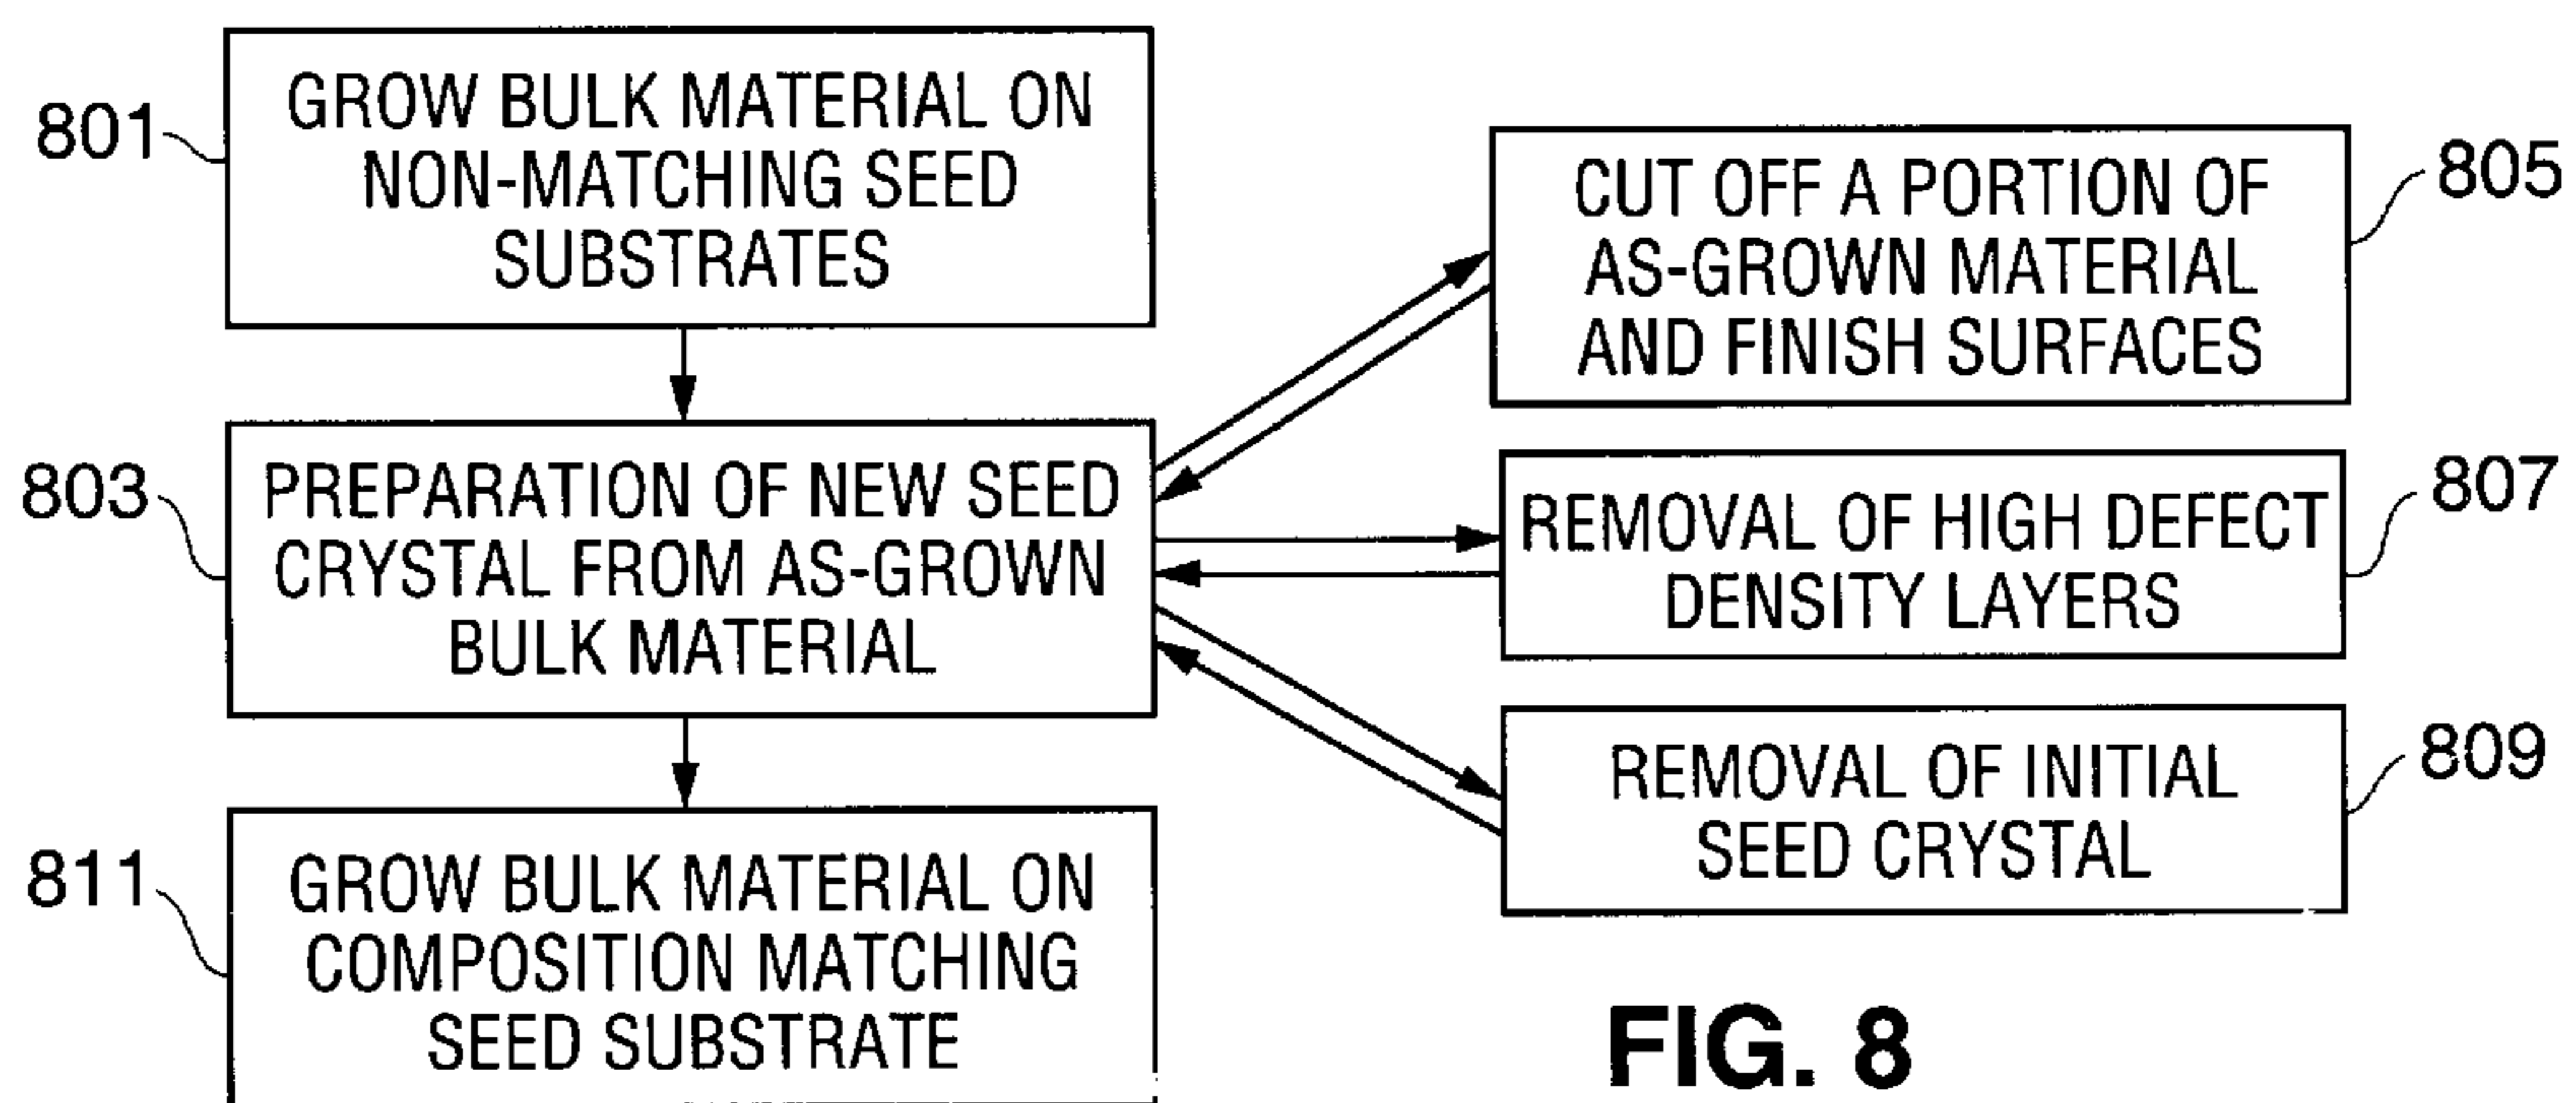 801
GROW BULK MATERIAL ON
NON-MATCHING SEED
SUBSTRATES
803
PREPARATION OF NEW SEED
CRYSTAL FROM AS-GROWN
BULK MATERIAL
811
GROW BULK MATERIAL ON
COMPOSITION MATCHING
SEED SUBSTRATE
805
CUT OFF A PORTION OF
AS-GROWN MATERIAL
AND FINISH SURFACES
807
REMOVAL OF HIGH DEFECT
DENSITY LAYERS
809
REMOVAL OF INITIAL
SEED CRYSTAL
FIG. 8